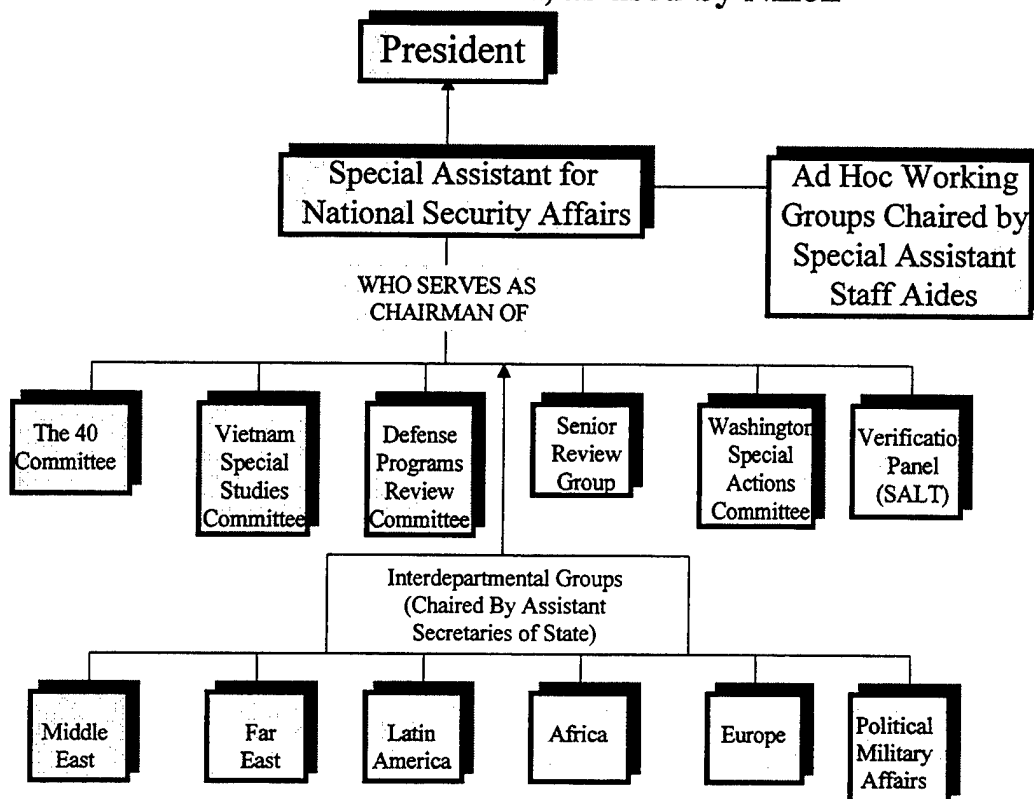 by Nixon
President
Special Assistant for
National Security Affairs
Ad Hoc Working
Groups Chaired by
Special Assistant
Staff Aides
WHO SERVES AS
CHAIRMAN OF
The 40
Committee
Vietnam
Special
Studies
Committee
Defense
Programs
Review
Committee
Senior
Review
Group
Washington
Special
Actions
Committee
Verificatio
Panel
(SALT)
Interdepartmental Groups
(Chaired By Assistant
Secretaries of State)
Middle
East
Far
East
Latin
America
Africa
Europe
Political
Military
Affairs